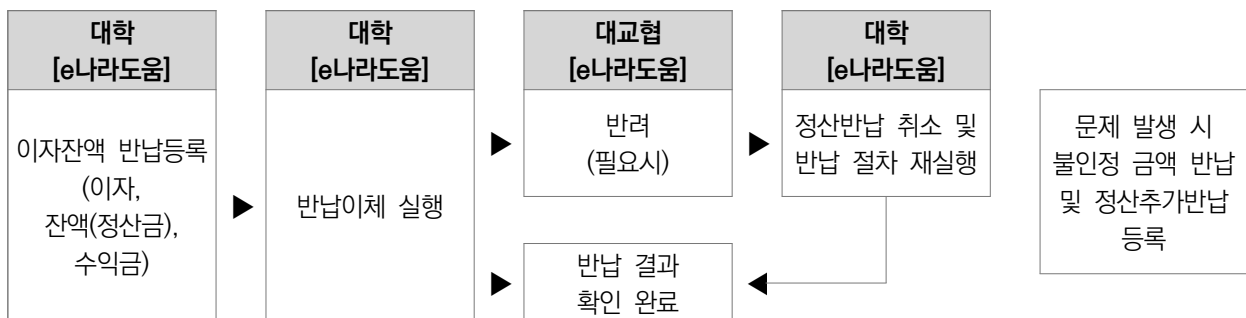 대학
[e나라도움]
이자잔액 반납등록
(이자,
잔액(정산금),
수익금)
대학
[e나라도움]
반납이체 실행
대교협
[e나라도움]
반려
(필요시)
반납 결과
확인 완료
대학
[e나라도움]
정산반납 취소 및
반납 절차 재실행
문제 발생 시
불인정 금액 반납
및 정산추가반납
등록